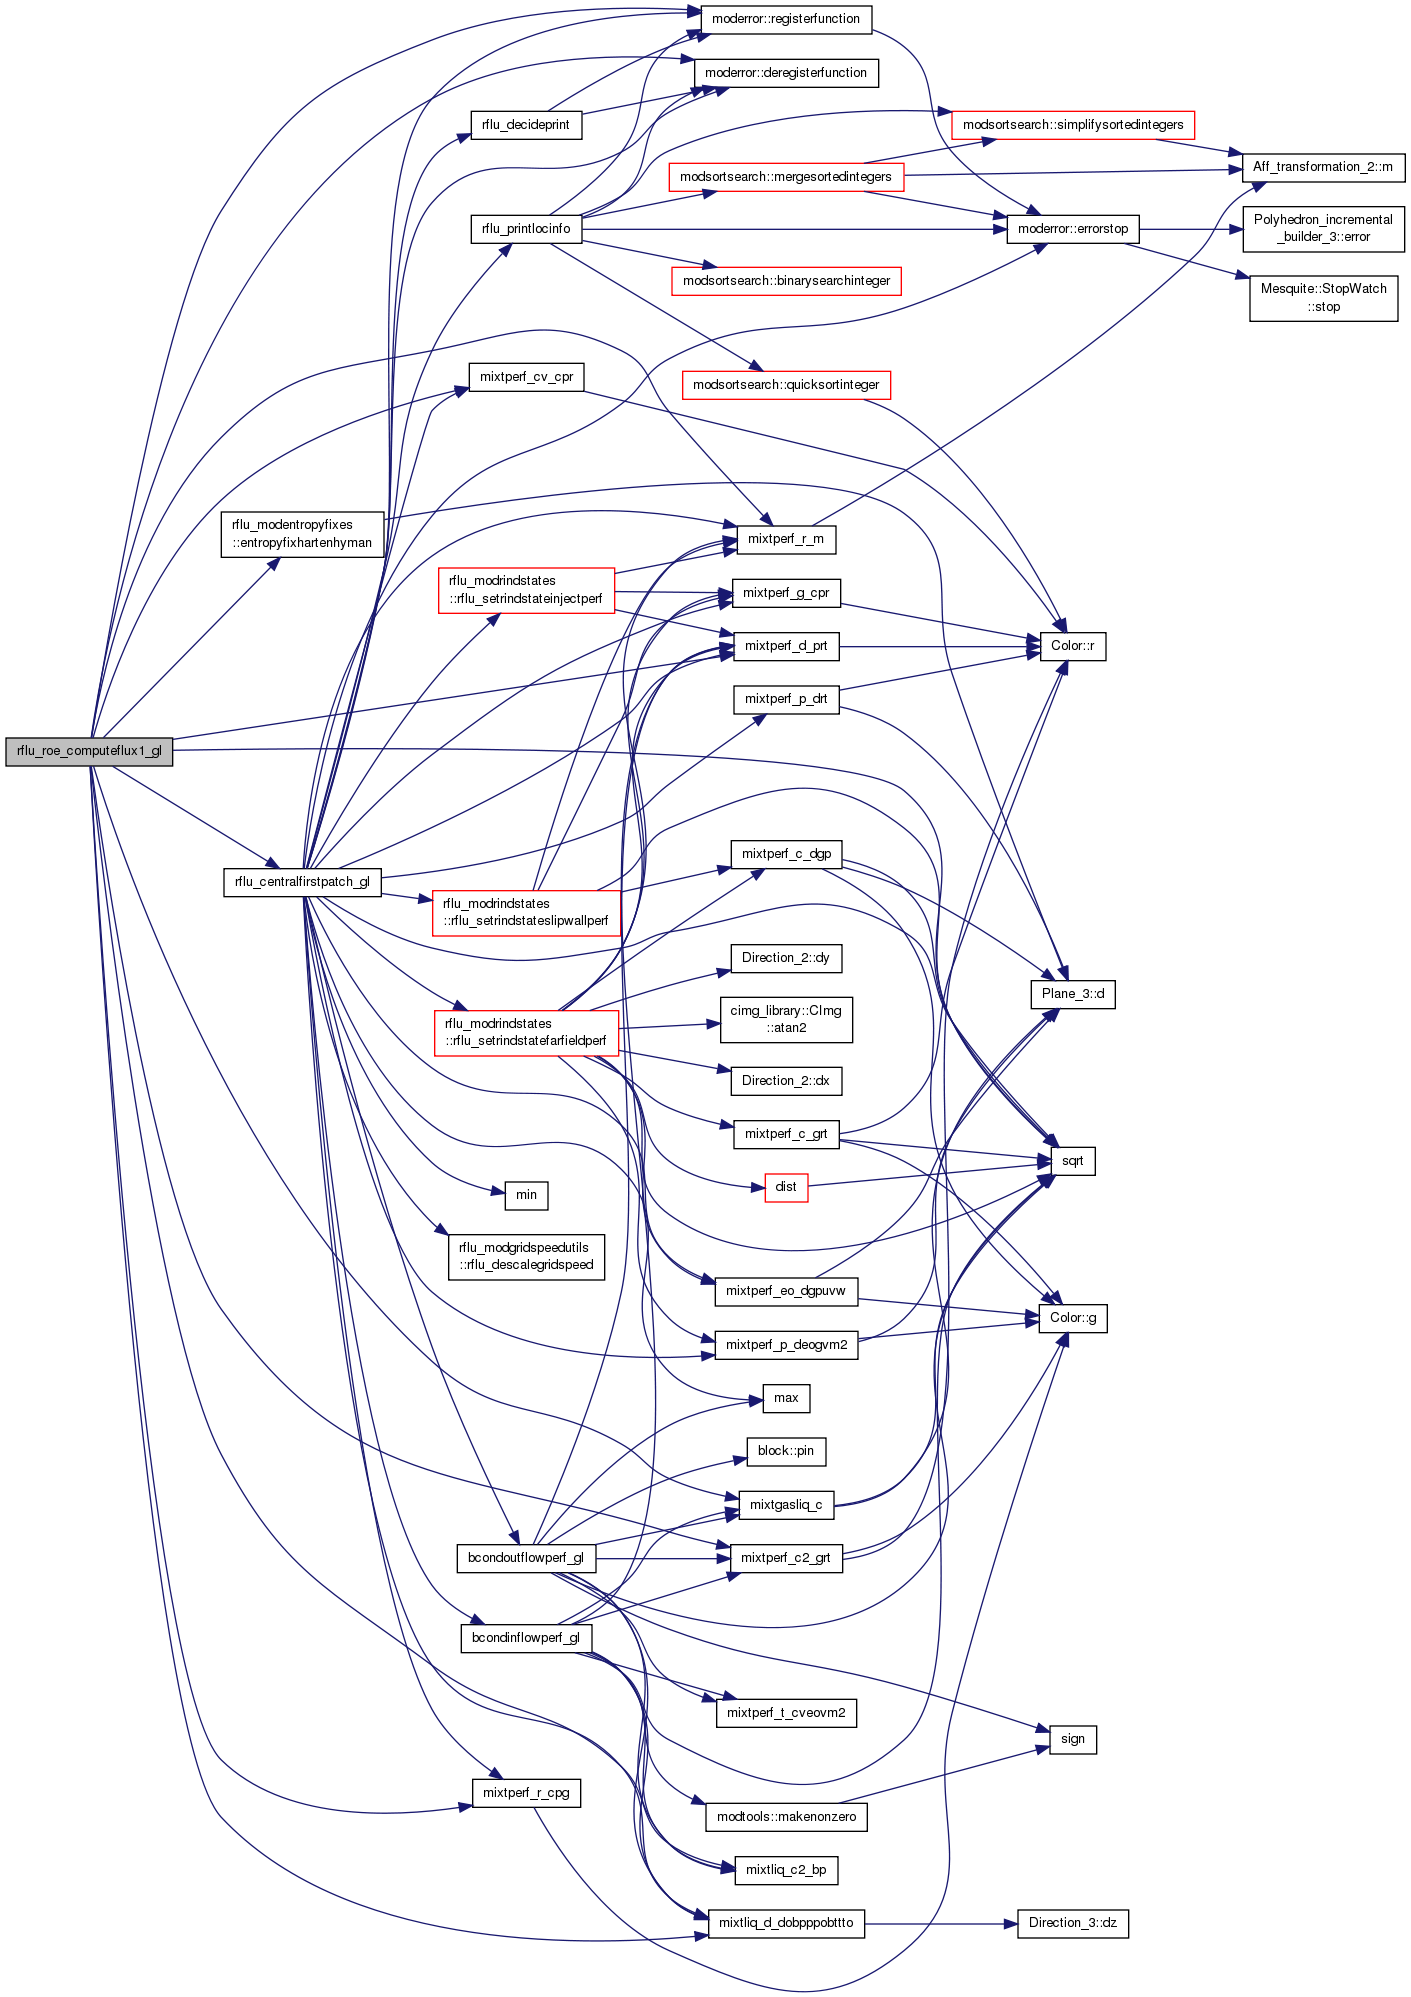 moderror::registerfunction
moderror::deregisterfunction
rflu_decideprint
modsortsearch::simplifysortedintegers
Aff_transformation_2::m
modsortsearch::mergesortedintegers
rflu_printlocinfo
moderror::errorstop
Polyhedron_incremental
_builder_3::error
modsortsearch::binarysearchinteger
Mesquite::StopWatch
::stop
mixtperf_cv_cpr
modsortsearch::quicksortinteger
rflu_modentropyfixes
::entropyfixhartenhyman
mixtperf_r_m
rflu_modrindstates
::rflu_setrindstateinjectperf
mixtperf_g_cpr
mixtperf_d_prt
Color::r
mixtperf_p_drt
rflu_roe_computeflux1_gl
mixtperf_c_dgp
rflu_centralfirstpatch_gl
rflu_modrindstates
::rflu_setrindstateslipwallperf
Direction_2::dy
Plane_3::d
cimg_library::CImg
::atan2
rflu_modrindstates
::rflu_setrindstatefarfieldperf
Direction_2::dx
mixtperf_c_grt
sqrt
dist
min
rflu_modgridspeedutils
::rflu_descalegridspeed
mixtperf_eo_dgpuvw
Color::g
mixtperf_p_deogvm2
max
block::pin
mixtgasliq_c
bcondoutflowperf_gl
mixtperf_c2_grt
bcondinflowperf_gl
mixtperf_t_cveovm2
sign
mixtperf_r_cpg
modtools::makenonzero
mixtliq_c2_bp
mixtliq_d_dobpppobttto
Direction_3::dz